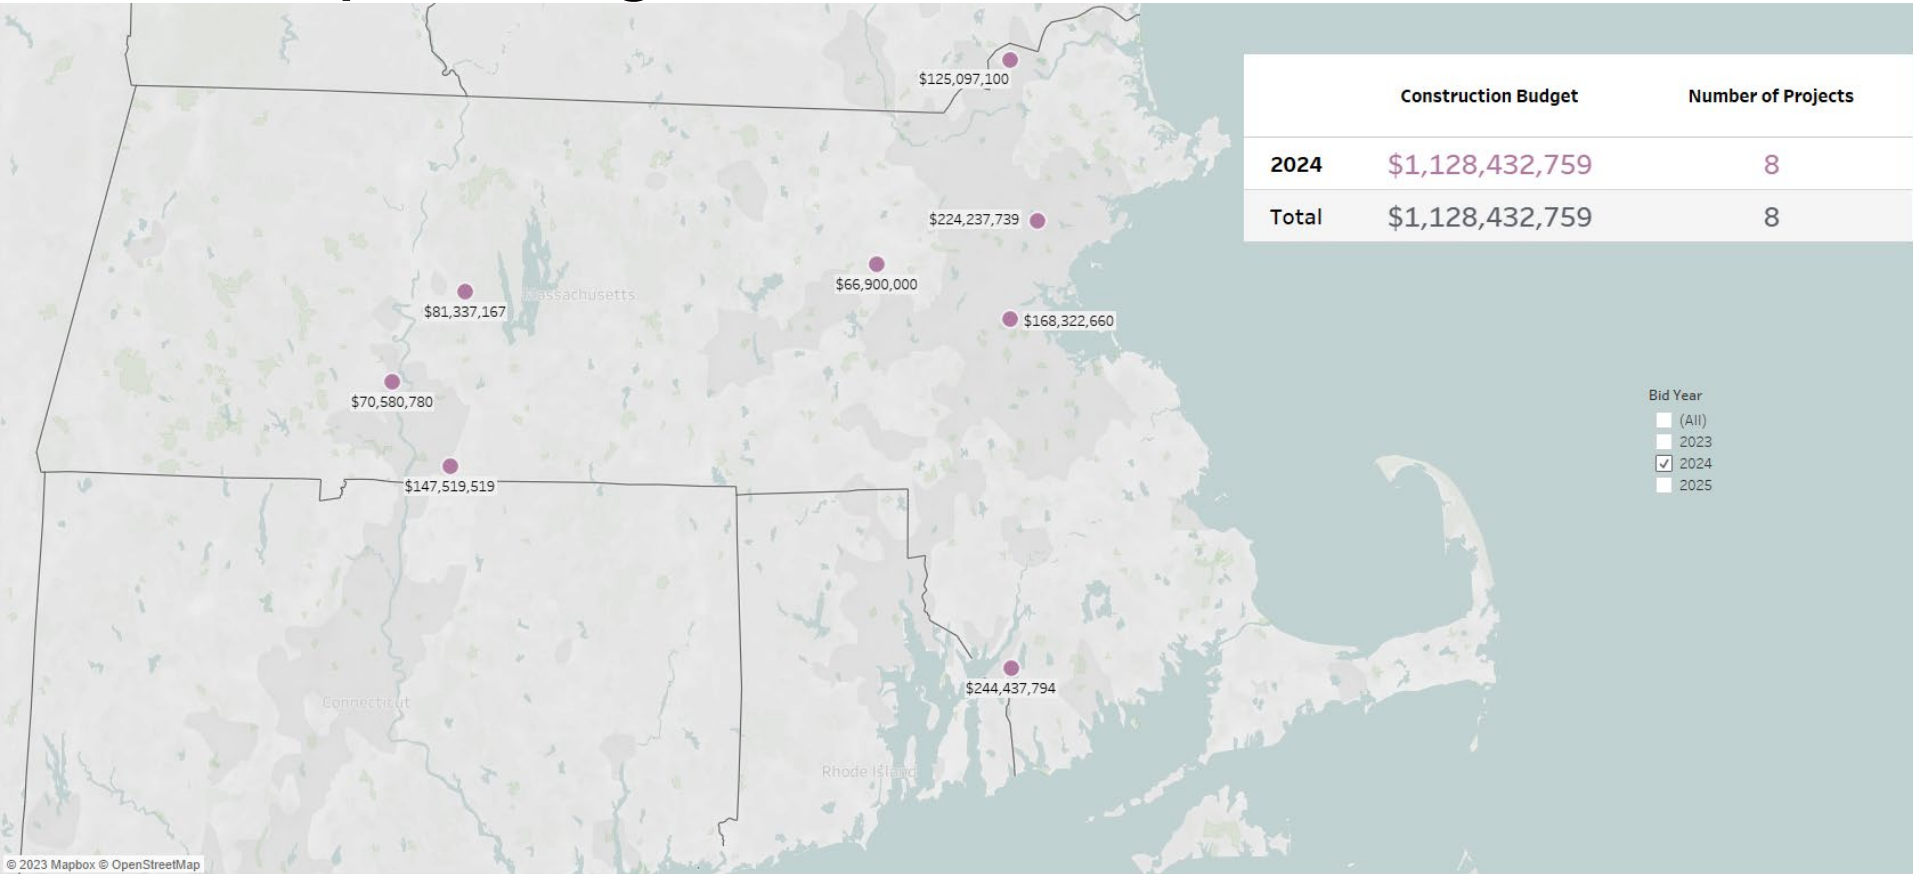 $125,097,100
Construction Budget Number of Projects
2024 $1,128,432,759 8
Total $1,128,432,759 8
$224,237,739
$66,900,000
Massachusetts
$81,337,167
$168,322,660
$70,580,780
Bid Year
(All)
2023
2024
2025
$147,519,519
$244,437,794
Connecticut
Rhode Island
© 2023 Mapbox © OpenStreetMap